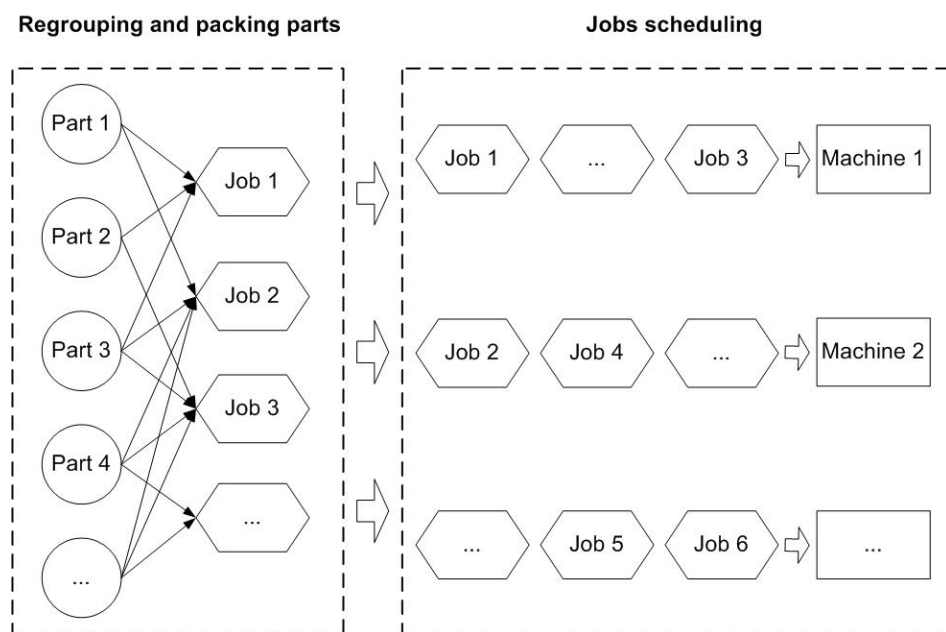 Regrouping and packing parts
Jobs scheduling
Part 1
Part 2
Part 3
Part 4
...
Job 1
Job 2
Job 3
...
Job 1
...
Job 3
Machine 1
Job 2
Job 4
...
Machine 2
...
Job 5
Job 6
...